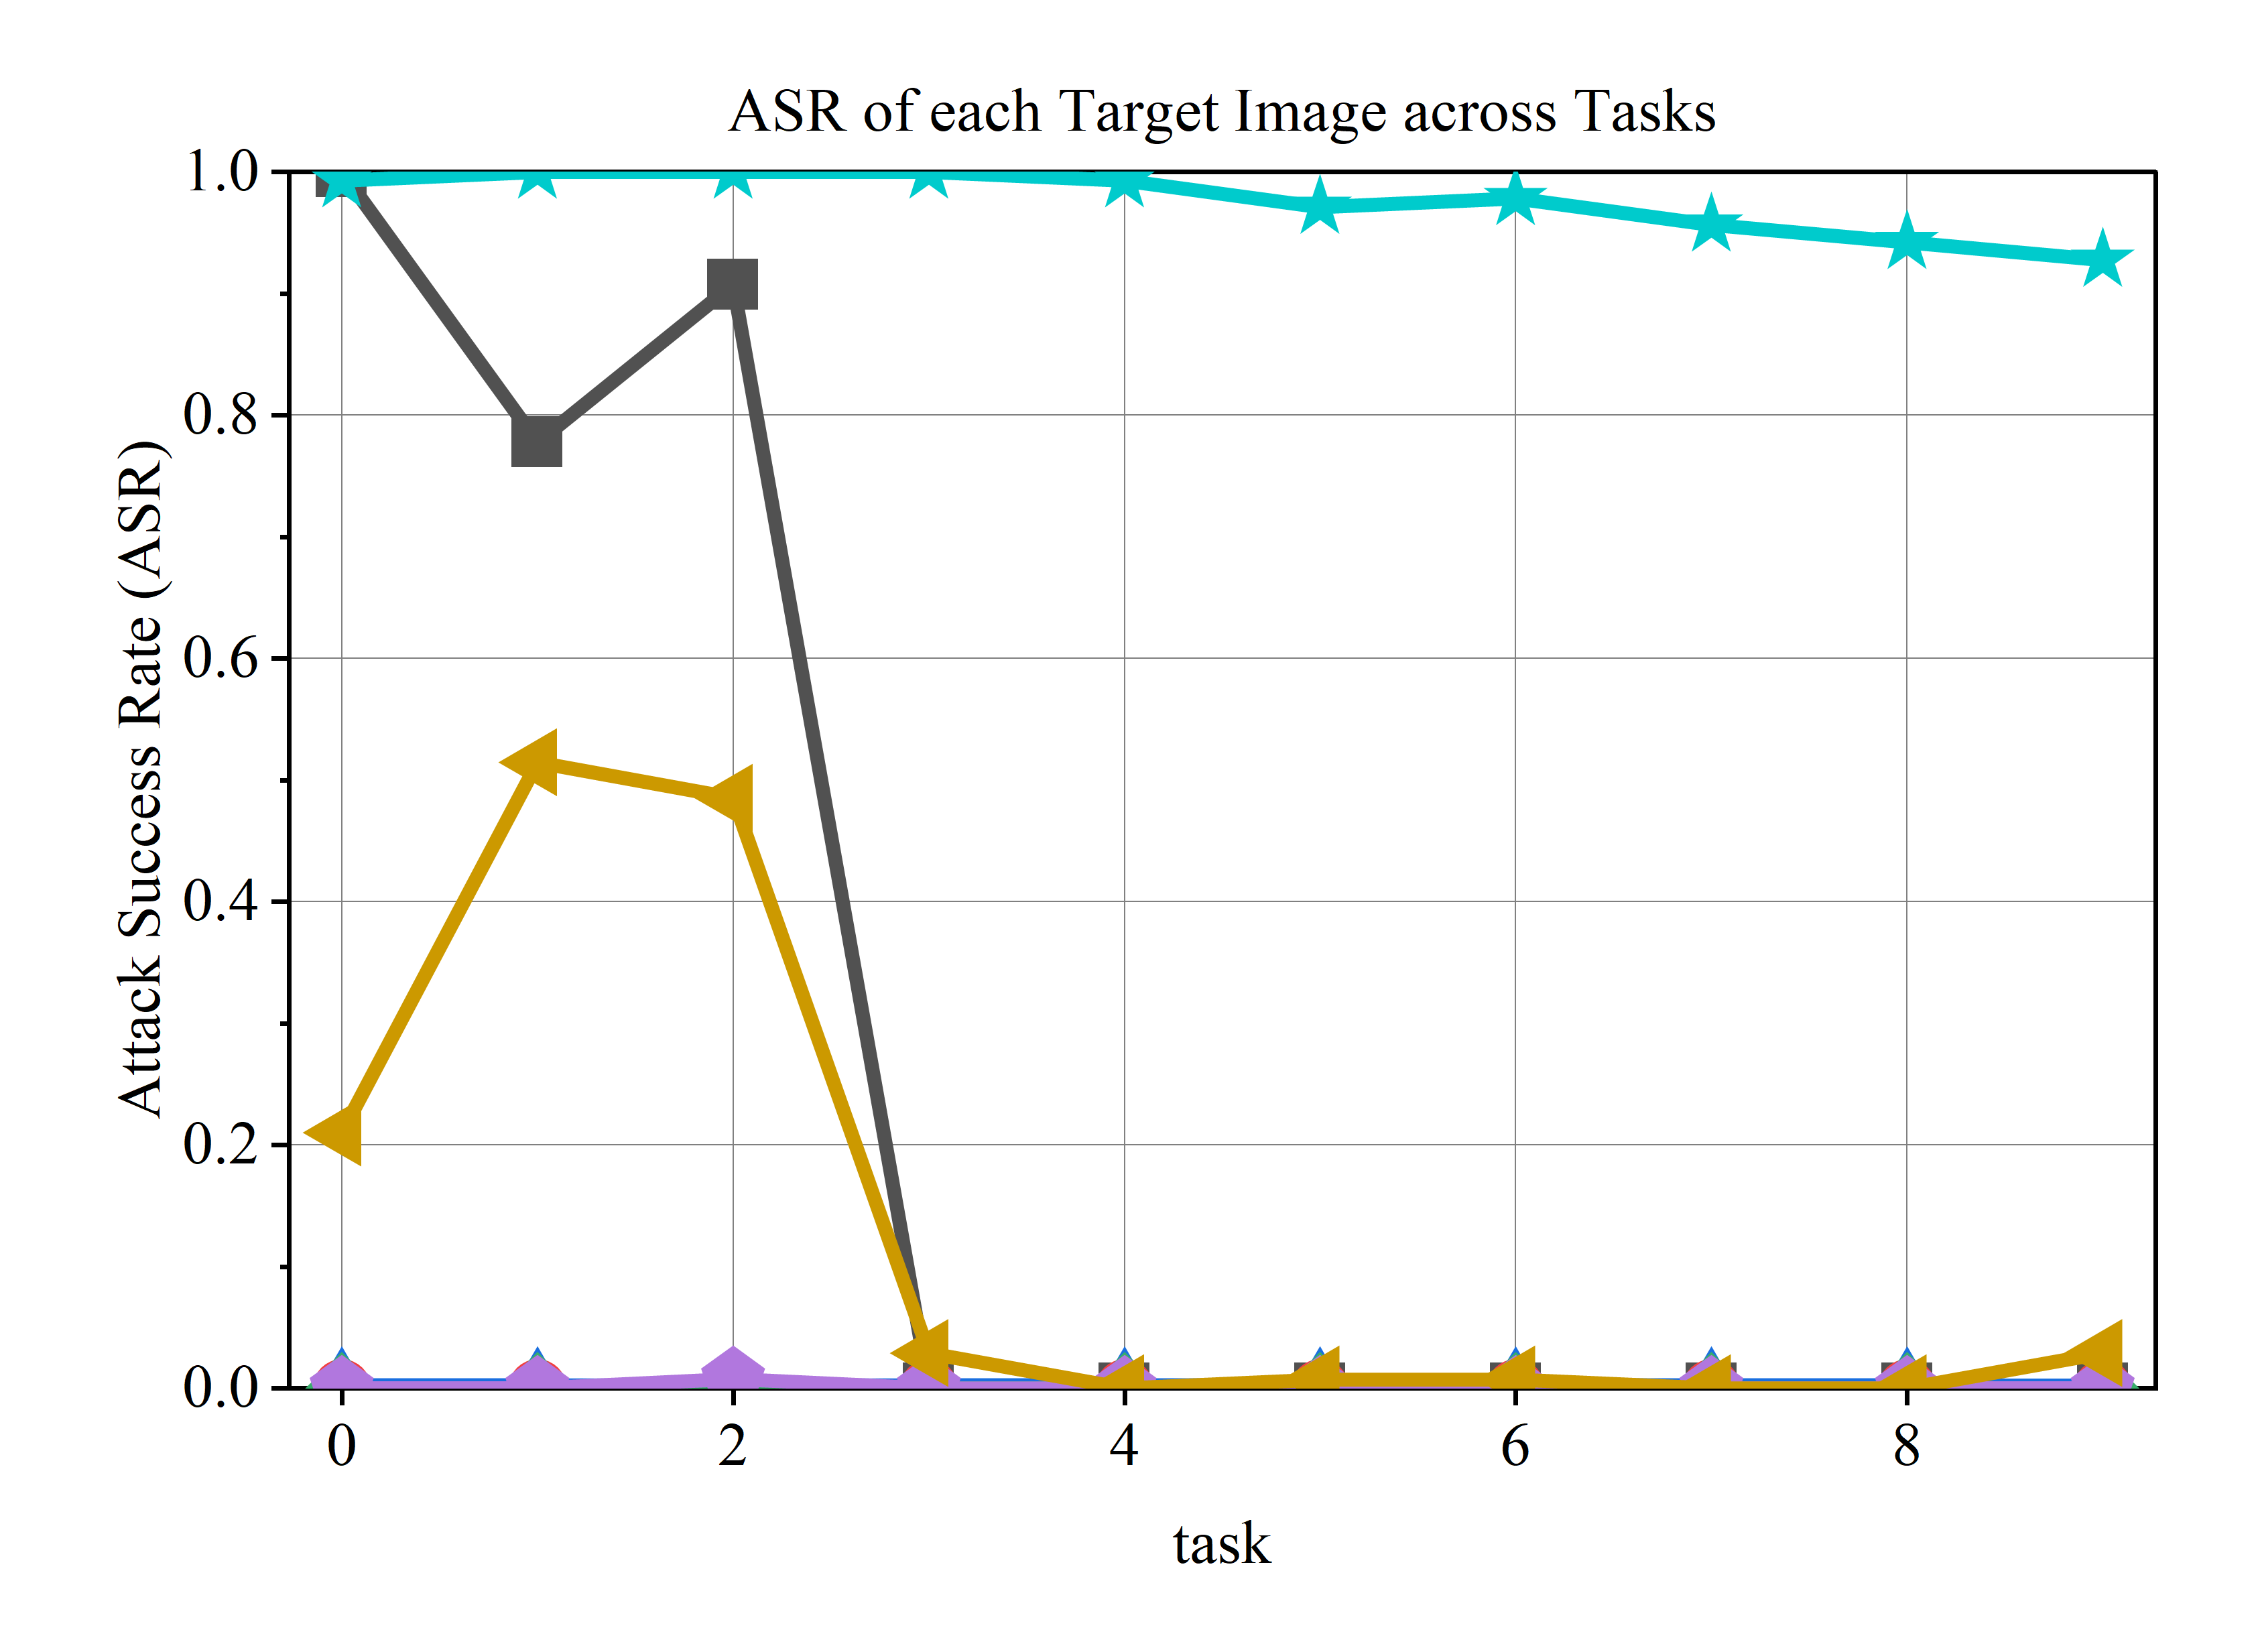 ASR of each Target Image across Tasks
Attack Success Rate (ASR)
1.0
0.8
0.6
0.4
0.2
0.0
0 2 4 6 8
task